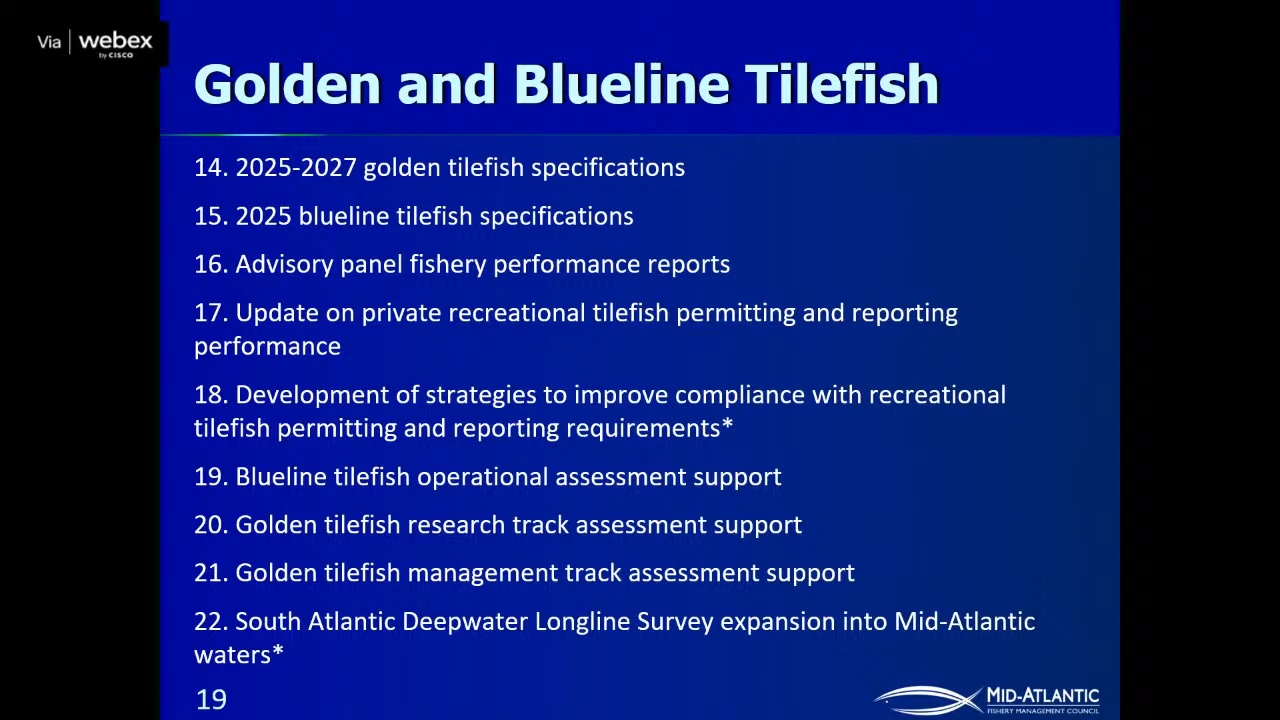 Via | webex
by CISCO
Golden and Blueline Tilefish
14. 2025-2027 golden tilefish specifications
15. 2025 blueline tilefish specifications
16. Advisory panel fishery performance reports
17. Update on private recreational tilefish permitting and reporting
performance
18. Development of strategies to improve compliance with recreational
tilefish permitting and reporting requirements*
19. Blueline tilefish operational assessment support
20. Golden tilefish research track assessment support
21. Golden tilefish management track assessment support
22. South Atlantic Deepwater Longline Survey expansion into Mid-Atlantic
waters*
19
MID-ATLANTIC
FISHERY MANAGEMENT COUNCIL